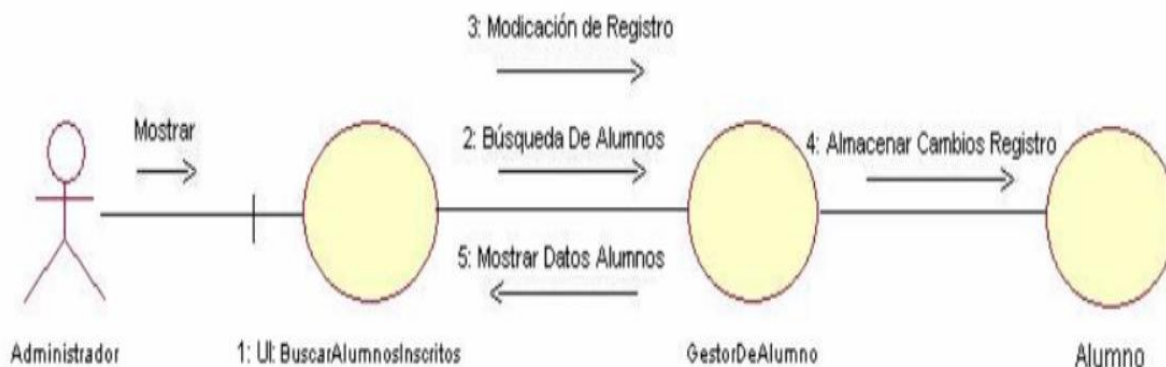 3: Modicación de Registro
Mostrar
2: Búsqueda De Alumnos
4: Almacenar Cambios Registro
5: Mostrar Datos Alumnos
Administrador
1: UI: BuscarAlumnosInscritos
GestorDeAlumno
Alumno